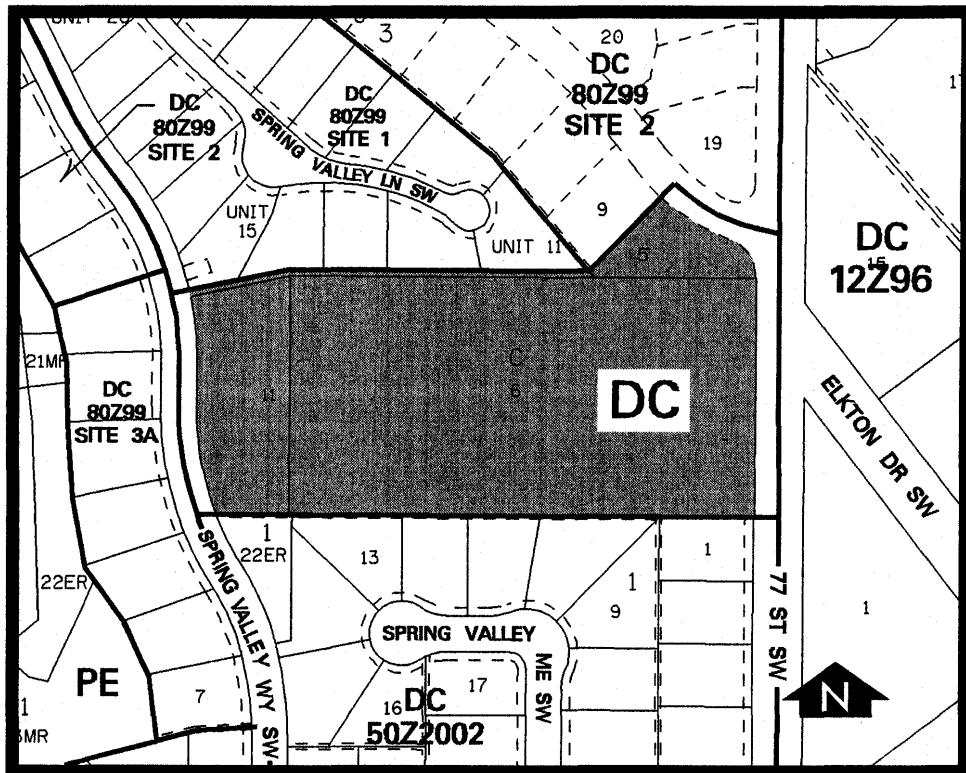 3
20
DC
80Z99
SITE 2
DC
80Z99
SITE 1
DC
80Z99
SITE 2
SPRING VALLEY LN SW
19
9
UNIT
15
UNIT 11
DC
15
12Z96
5
21MR
DC
80Z99
SITE 3A
11
C
6
DC
ELKTON DR SW
1
22ER
13
1
9
1
77 ST SW
1
22ER
SPRING VALLEY WY SW
SPRING VALLEY
ME SW
PE
7
16
17
DC
50Z2002
1
3MR
N